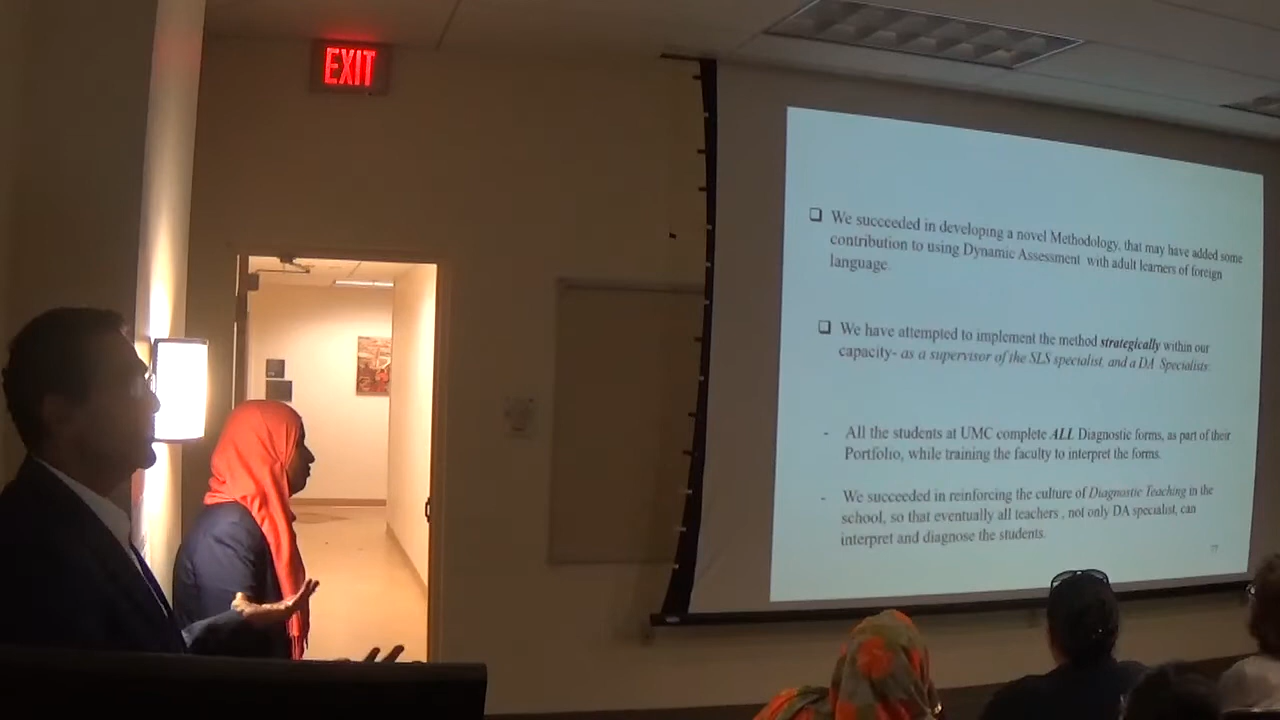 EXIT
❑ We succeeded in developing a novel Methodology, that may have added some
contribution to using Dynamic Assessment with adult learners of foreign
language.
❑ We have attempted to implement the method strategically within our
capacity- as a supervisor of the SLS specialist, and a DA Specialists.
- All the students at UMC complete ALL Diagnostic forms, as part of their
Portfolio, while training the faculty to interpret the forms.
- We succeeded in reinforcing the culture of Diagnostic Teaching in the
school, so that eventually all teachers , not only DA specialist, can
interpret and diagnose the students.